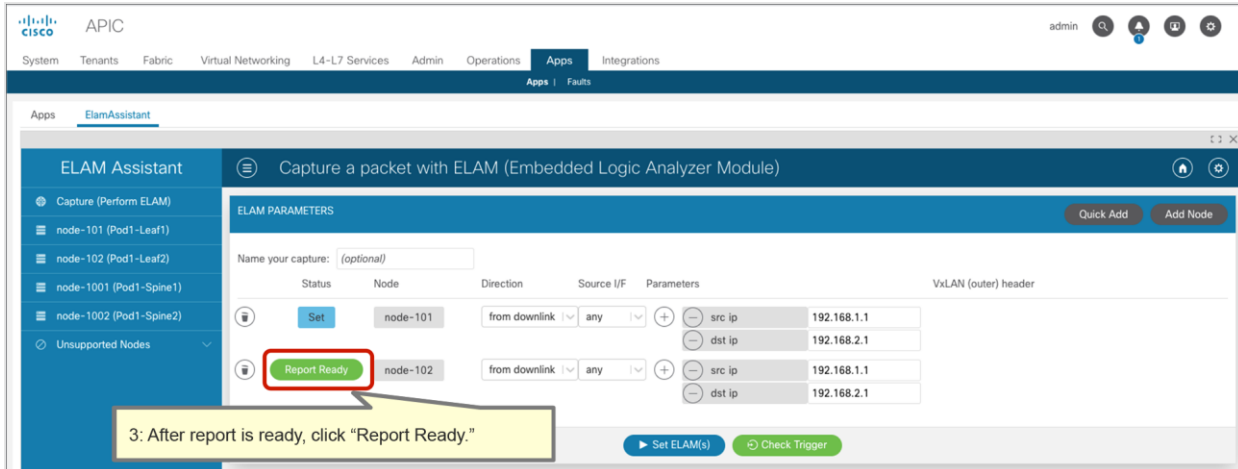 CISCO APIC admin
1
System Tenants Fabric Virtual Networking L4-L7 Services Admin Operations Apps Integrations
Apps | Faults
Apps ElamAssistant
ELAM Assistant Capture a packet with ELAM (Embedded Logic Analyzer Module)
Capture (Perform ELAM)
ELAM PARAMETERS Quick Add Add Node
node-101 (Pod1-Leaf1)
node-102 (Pod1-Leaf2)
Name your capture: (optional)
node-1001 (Pod1-Spine1)
Status Node Direction Source I/F Parameters VxLAN (outer) header
node-1002 (Pod1-Spine2)
Set node-101 from downlink any src ip 192.168.1.1
dst ip 192.168.2.1
Unsupported Nodes
Report Ready node-102 from downlink any src ip 192.168.1.1
dst ip 192.168.2.1
3: After report is ready, click “Report Ready.”
Set ELAM(s) Check Trigger